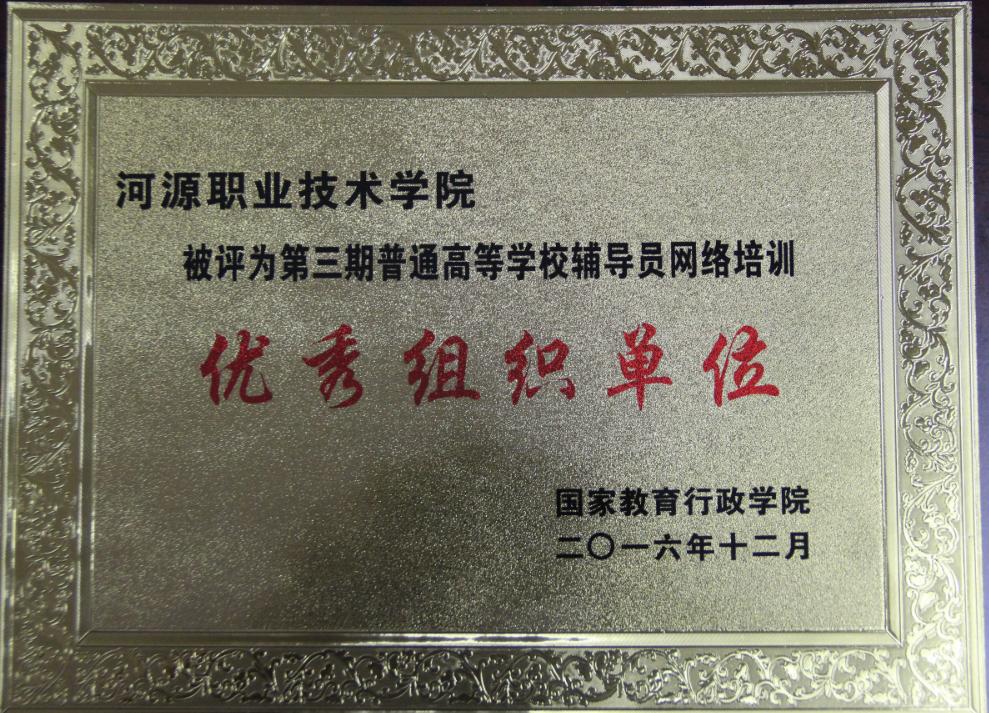 河源职业技术学院
被评为第三期普通高等学校辅导员网络培训
优秀组织单位
国家教育行政学院
二〇一六年十二月